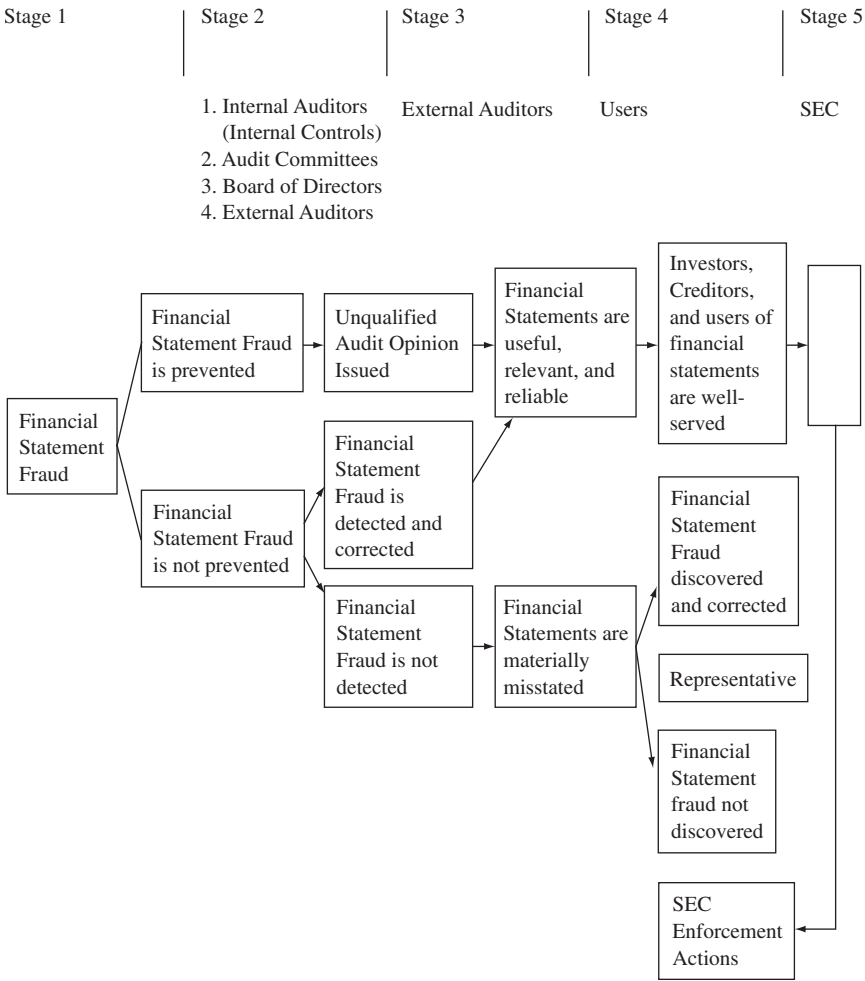 Stage 1
Stage 2
Stage 3
Stage 4
Stage 5
1. Internal Auditors
(Internal Controls)
2. Audit Committees
3. Board of Directors
4. External Auditors
External Auditors
Users
SEC
Financial
Statement
Fraud
Financial
Statement Fraud
is prevented
Financial
Statement Fraud
is not prevented
Unqualified
Audit Opinion
Issued
Financial
Statement
Fraud is
detected and
corrected
Financial
Statement
Fraud is not
detected
Financial
Statements are
useful,
relevant, and
reliable
Financial
Statements are
materially
misstated
Investors,
Creditors,
and users of
financial
statements
are well-
served
Financial
Statement
Fraud
discovered
and corrected
Representative
Financial
Statement
fraud not
discovered
SEC
Enforcement
Actions